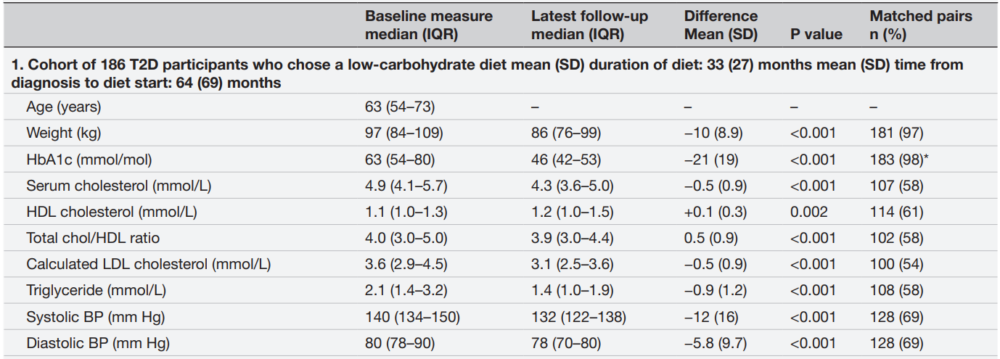 Baseline measure median (IQR) Latest follow-up median (IQR) Difference Mean (SD) P value Matched pairs n (%)
1. Cohort of 186 T2D participants who chose a low-carbohydrate diet mean (SD) duration of diet: 33 (27) months mean (SD) time from
diagnosis to diet start: 64 (69) months
Age (years) 63 (54–73) – – – –
Weight (kg) 97 (84–109) 86 (76–99) −10 (8.9) <0.001 181 (97)
HbA1c (mmol/mol) 63 (54–80) 46 (42–53) −21 (19) <0.001 183 (98)*
Serum cholesterol (mmol/L) 4.9 (4.1–5.7) 4.3 (3.6–5.0) −0.5 (0.9) <0.001 107 (58)
HDL cholesterol (mmol/L) 1.1 (1.0–1.3) 1.2 (1.0–1.5) +0.1 (0.3) 0.002 114 (61)
Total chol/HDL ratio 4.0 (3.0–5.0) 3.9 (3.0–4.4) 0.5 (0.9) <0.001 102 (58)
Calculated LDL cholesterol (mmol/L) 3.6 (2.9–4.5) 3.1 (2.5–3.6) −0.5 (0.9) <0.001 100 (54)
Triglyceride (mmol/L) 2.1 (1.4–3.2) 1.4 (1.0–1.9) −0.9 (1.2) <0.001 108 (58)
Systolic BP (mm Hg) 140 (134–150) 132 (122–138) −12 (16) <0.001 128 (69)
Diastolic BP (mm Hg) 80 (78–90) 78 (70–80) −5.8 (9.7) <0.001 128 (69)